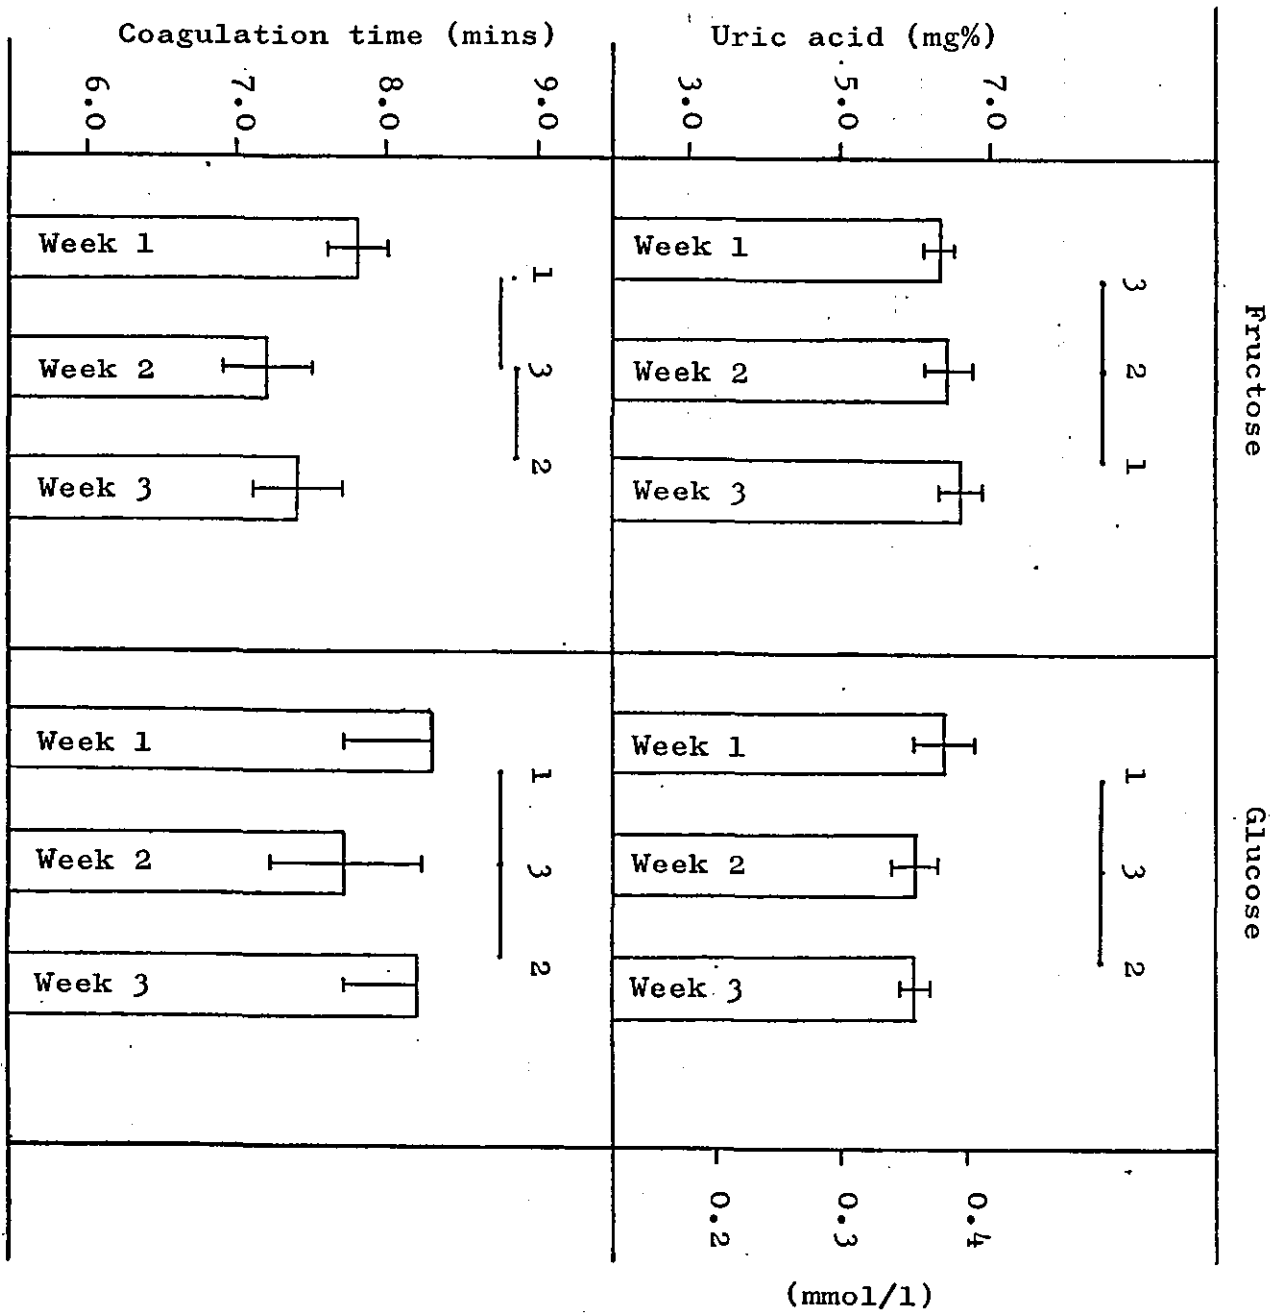 Coagulation time (mins)
Uric acid (mg%)
6.0
7.0
8.0
9.0
3.0
5.0
7.0
Fructose
Week 1
Week 2
Week 3
1
3
2
Week 1
Week 2
Week 3
3
2
1
Glucose
Week 1
Week 2
Week 3
1
3
2
Week 1
Week 2
Week 3
1
3
2
0.2
0.3
0.4
(mmol/l)